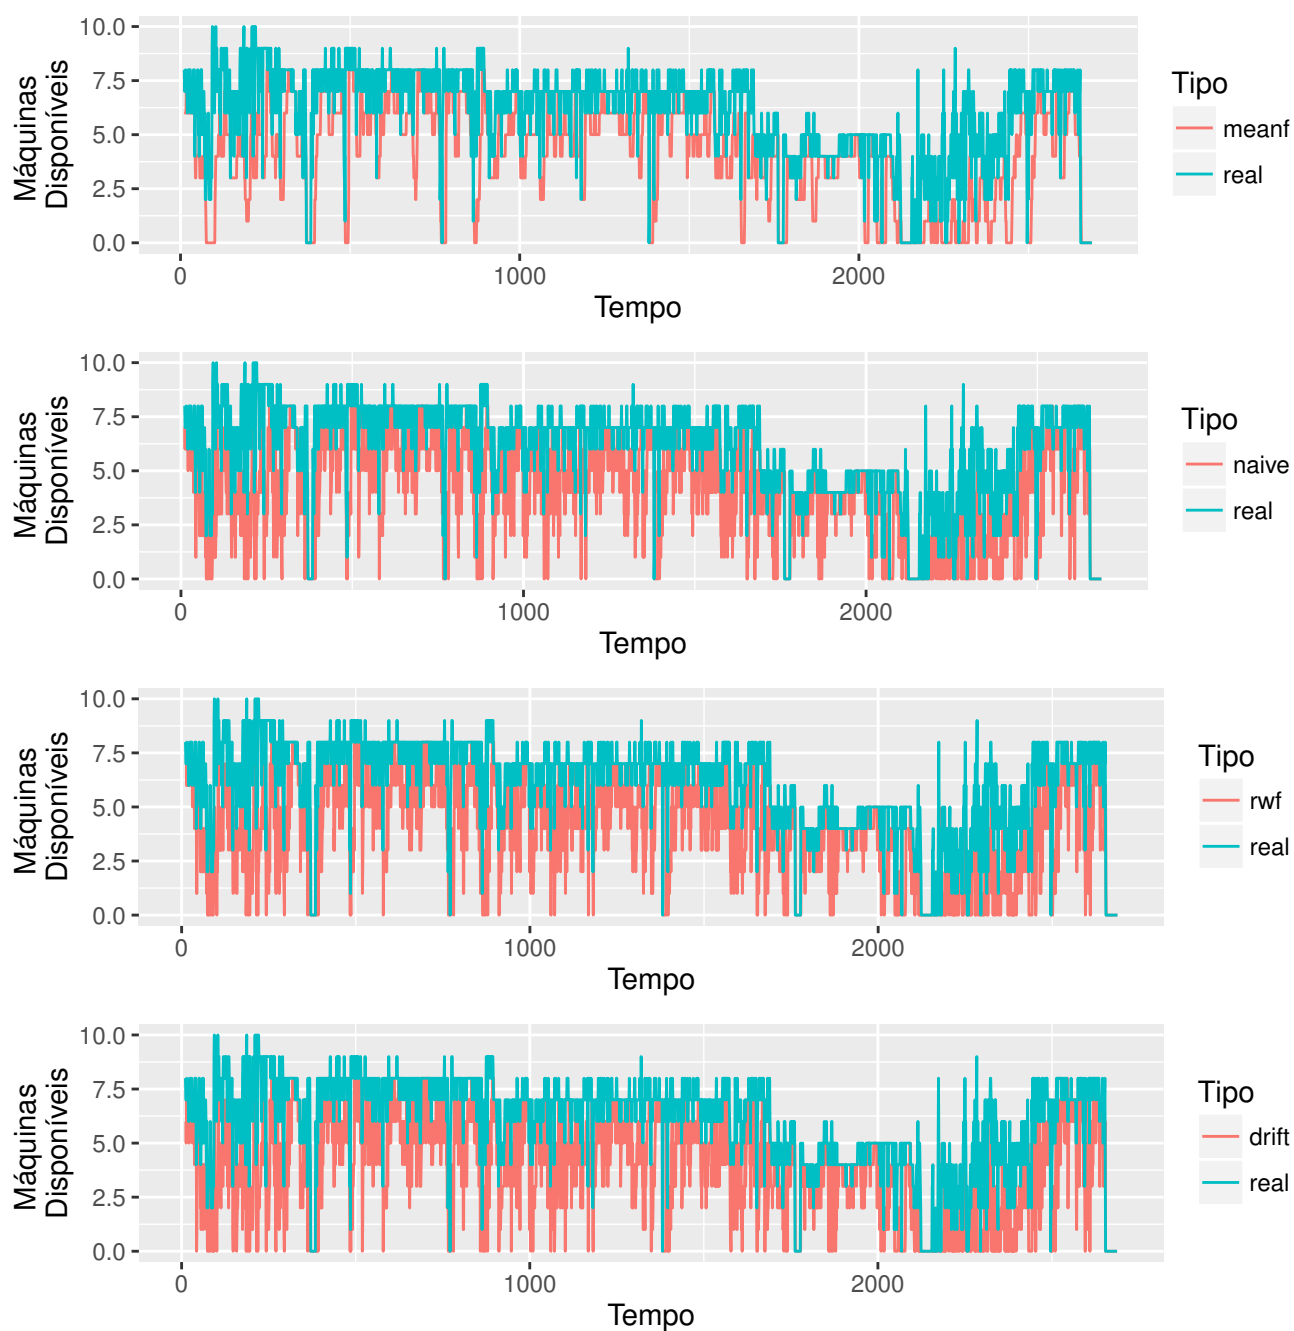 Máquinas
Disponíveis
10.0
7.5
5.0
2.5
0.0
0 1000 2000
Tempo
Tipo
meanf
real
Máquinas
Disponíveis
10.0
7.5
5.0
2.5
0.0
0 1000 2000
Tempo
Tipo
naive
real
Máquinas
Disponíveis
10.0
7.5
5.0
2.5
0.0
0 1000 2000
Tempo
Tipo
rwf
real
Máquinas
Disponíveis
10.0
7.5
5.0
2.5
0.0
0 1000 2000
Tempo
Tipo
drift
real